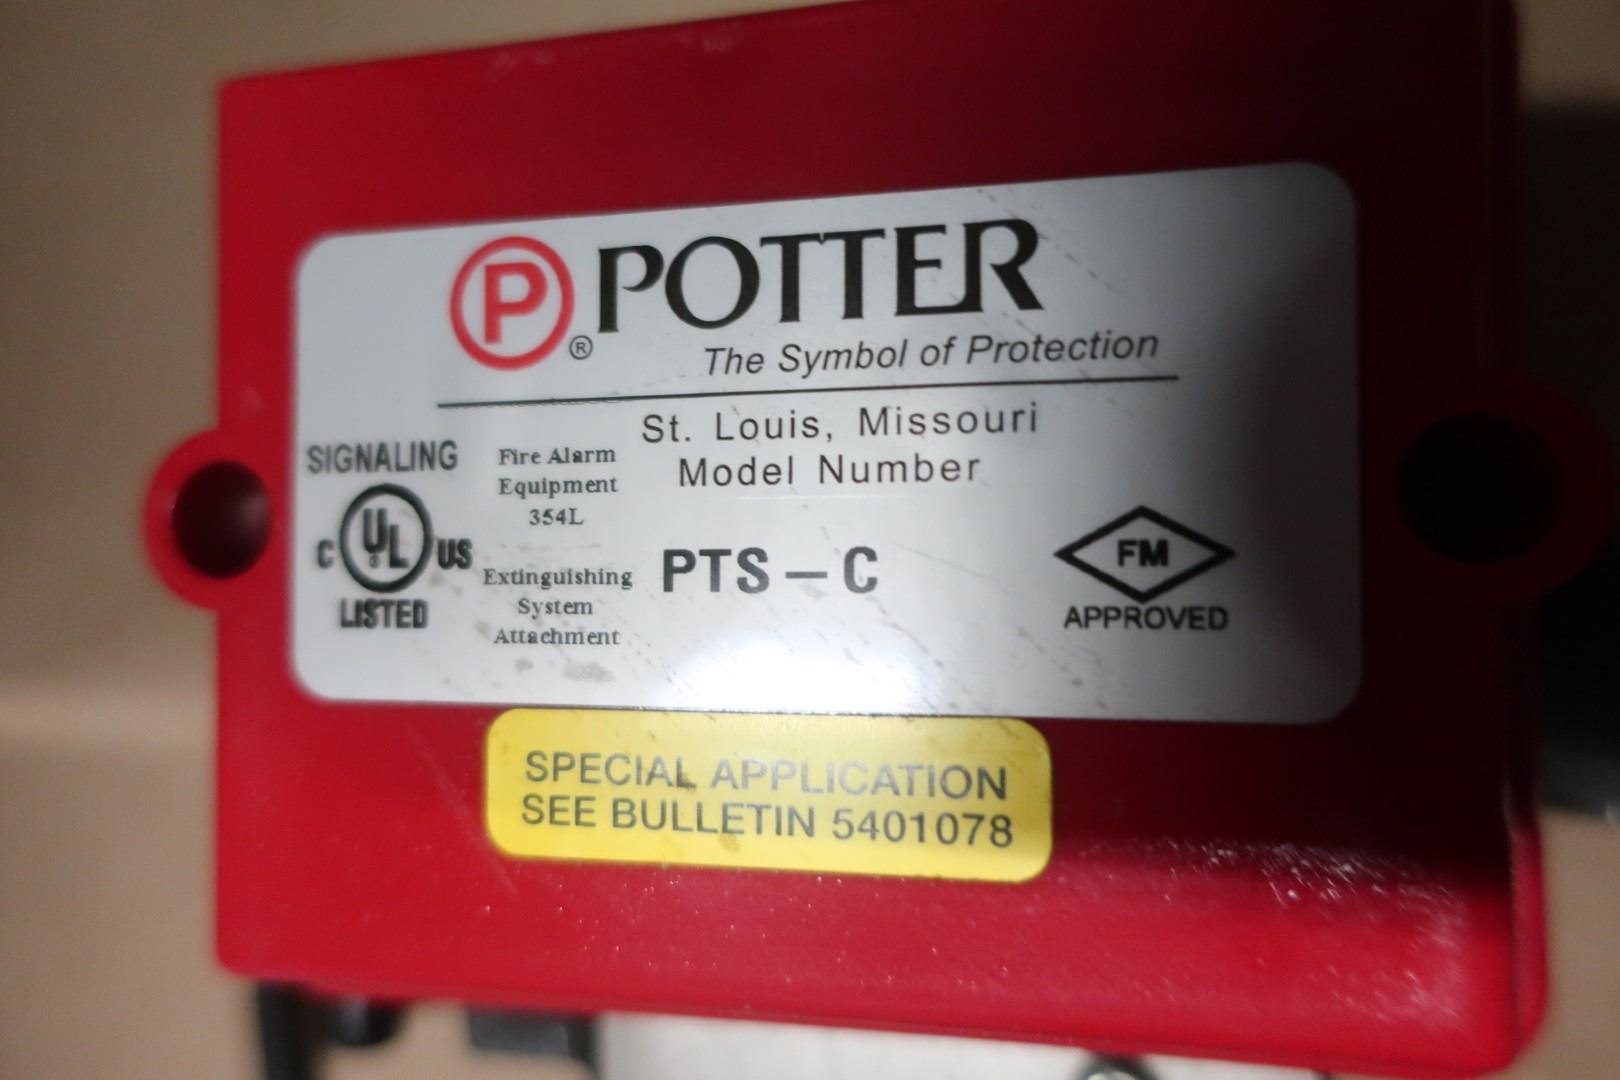 P ® POTTER
The Symbol of Protection
St. Louis, Missouri
Model Number
PTS – C
SIGNALING
C UL ® US
LISTED
Fire Alarm
Equipment
354L
Extinguishing
System
Attachment
FM
APPROVED
SPECIAL APPLICATION
SEE BULLETIN 5401078